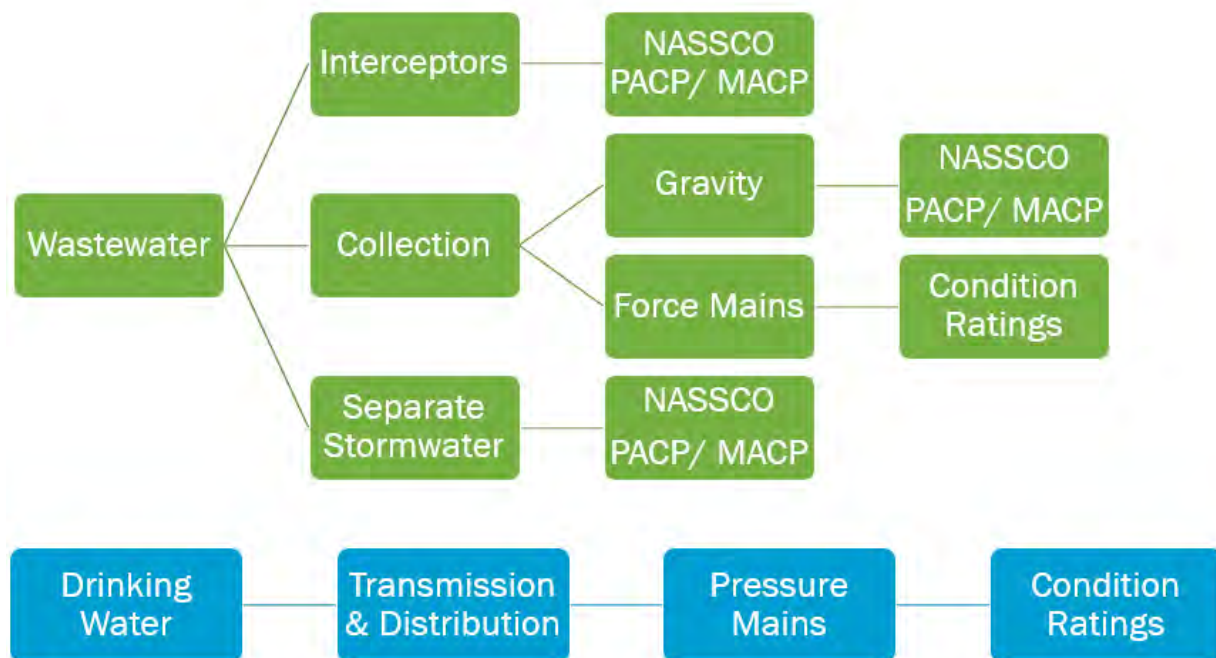 Interceptors
NASSCO
PACP/ MACP
Wastewater
Collection
Gravity
NASSCO
PACP/ MACP
Force Mains
Condition
Ratings
Separate
Stormwater
NASSCO
PACP/ MACP
Drinking
Water
Transmission
& Distribution
Pressure
Mains
Condition
Ratings